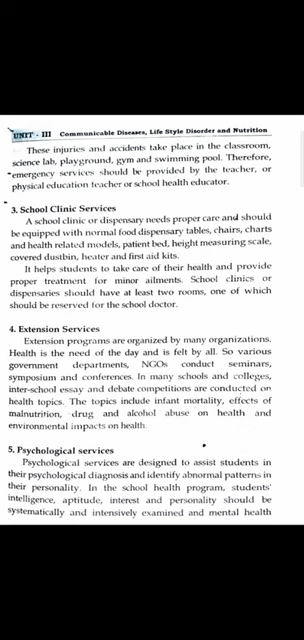 UNIT - III Communicable Diseases, Life Style Disorder and Nutrition
These injuries and accidents take place in the classroom,
science lab, playground, gym and swimming pool. Therefore,
emergency services should be provided by the teacher, or
physical education teacher or school health educator.
3. School Clinic Services
A school clinic or dispensary needs proper care and should
be equipped with normal food dispensary tables, chairs, charts
and health related models, patient bed, height measuring scale,
covered dustbin, heater and first aid kits.
It helps students to take care of their health and provide
proper treatment for minor ailments. School clinics or
dispensaries should have at least two rooms, one of which
should be reserved for the school doctor.
4. Extension Services
Extension programs are organized by many organizations.
Health is the need of the day and is felt by all. So various
government departments, NGOs conduct seminars,
symposium and conferences. In many schools and colleges,
inter-school essay and debate competitions are conducted on
health topics. The topics include infant mortality, effects of
malnutrition, drug and alcohol abuse on health and
environmental impacts on health.
5. Psychological services
Psychological services are designed to assist students in
their psychological diagnosis and identify abnormal patterns in
their personality. In the school health program, students'
intelligence, aptitude, interest and personality should be
systematically and intensively examined and mental health